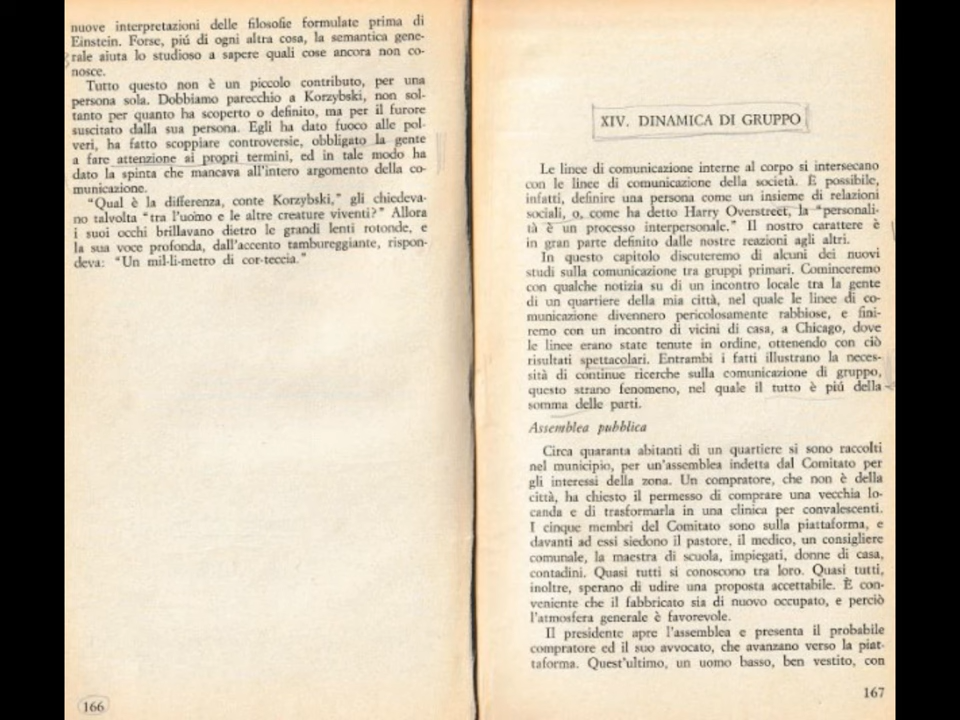 nuove interpretazioni delle filosofie formulate prima di
Einstein. Forse, piú di ogni altra cosa, la semantica gene-
rale aiuta lo studioso a sapere quali cose ancora non co-
nosce.
Tutto questo non è un piccolo contributo, per una
persona sola. Dobbiamo parecchio a Korzybski, non sol-
tanto per quanto ha scoperto o definito, ma per il furore
suscitato dalla sua persona. Egli ha dato fuoco alle pol-
veri, ha fatto scoppiare controversie, obbligato la gente
a fare attenzione ai propri termini, ed in tale modo ha
dato la spinta che mancava all'intero argomento della co-
municazione.
"Qual è la differenza, conte Korzybski," gli chiedeva-
no talvolta "tra l'uomo e le altre creature viventi?" Allora
i suoi occhi brillavano dietro le grandi lenti rotonde, e
la sua voce profonda, dall'accento tambureggiante, rispon-
deva: "Un mil-li-metro di cor-teccia."
166
XIV. DINAMICA DI GRUPPO
Le linee di comunicazione interne al corpo si intersecano
con le linee di comunicazione della società. È possibile,
infatti, definire una persona come un insieme di relazioni
sociali, o, come ha detto Harry Overstreet, la "personali-
tà è un processo interpersonale." Il nostro carattere è
in gran parte definito dalle nostre reazioni agli altri.
In questo capitolo discuteremo di alcuni dei nuovi
studi sulla comunicazione tra gruppi primari. Cominceremo
con qualche notizia su di un incontro locale tra la gente
di un quartiere della mia città, nel quale le linee di co-
municazione divennero pericolosamente rabbiose, e fini-
remo con un incontro di vicini di casa, a Chicago, dove
le linee erano state tenute in ordine, ottenendo con ciò
risultati spettacolari. Entrambi i fatti illustrano la neces-
sità di continue ricerche sulla comunicazione di gruppo,
questo strano fenomeno, nel quale il tutto è piú della
somma delle parti.
Assemblea pubblica
Circa quaranta abitanti di un quartiere si sono raccolti
nel municipio, per un'assemblea indetta dal Comitato per
gli interessi della zona. Un compratore, che non è della
città, ha chiesto il permesso di comprare una vecchia lo-
canda e di trasformarla in una clinica per convalescenti.
I cinque membri del Comitato sono sulla piattaforma, e
davanti ad essi siedono il pastore, il medico, un consigliere
comunale, la maestra di scuola, impiegati, donne di casa,
contadini. Quasi tutti si conoscono tra loro. Quasi tutti,
inoltre, sperano di udire una proposta accettabile. È con-
veniente che il fabbricato sia di nuovo occupato, e perciò
l'atmosfera generale è favorevole.
Il presidente apre l'assemblea e presenta il probabile
compratore ed il suo avvocato, che avanzano verso la piat-
taforma. Quest'ultimo, un uomo basso, ben vestito, con
167